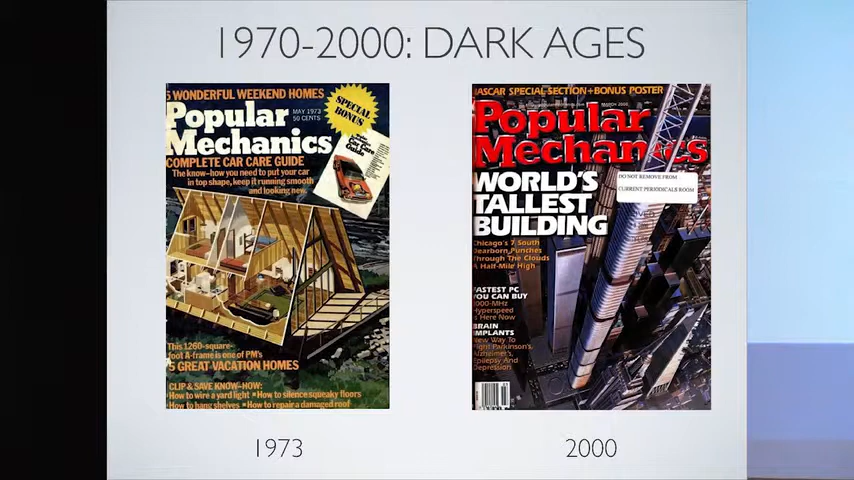 1970-2000: DARK AGES
5 WONDERFUL WEEKEND HOMES
Popular
Mechanics
MAY 1973
50 CENTS
SPECIAL
BONUS
COMPLETE CAR CARE GUIDE
The know-how you need to put your car
in top shape, keep it running smooth
and looking new.
Car Care
Guide
This 1260-square-
foot A-frame is one of PM's
5 GREAT VACATION HOMES
CLIP & SAVE KNOW-HOW:
How to wire a yard light • How to silence squeaky floors
How to hang shelves • How to repair a damaged roof
1973
NASCAR SPECIAL SECTION+BONUS POSTER
MARCH 2000
Popular
Mechanics
DO NOT REMOVE FROM
CURRENT PERIODICALS ROOM
WORLD'S
TALLEST
BUILDING
Chicago's 7 South
Dearborn Punches
Through The Clouds
A Half-Mile High
FASTEST PC
YOU CAN BUY
1000-MHz
Hyperspeed
Is Here Now
BRAIN
IMPLANTS
New Way To
Fight Parkinson's,
Alzheimer's,
Epilepsy And
Depression
2000